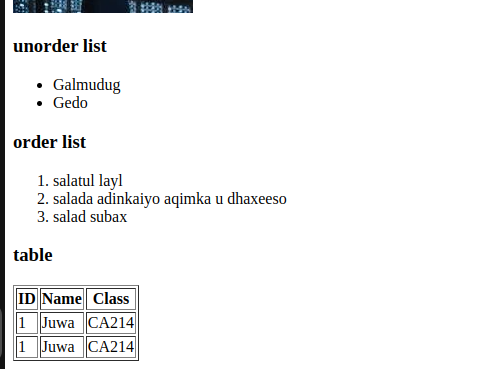 unorder list
• Galmudug
• Gedo
order list
1. salatul layl
2. salada adinkaiyo aqimka u dhaxeeso
3. salad subax
table
ID Name Class
1 Juwa CA214
1 Juwa CA214